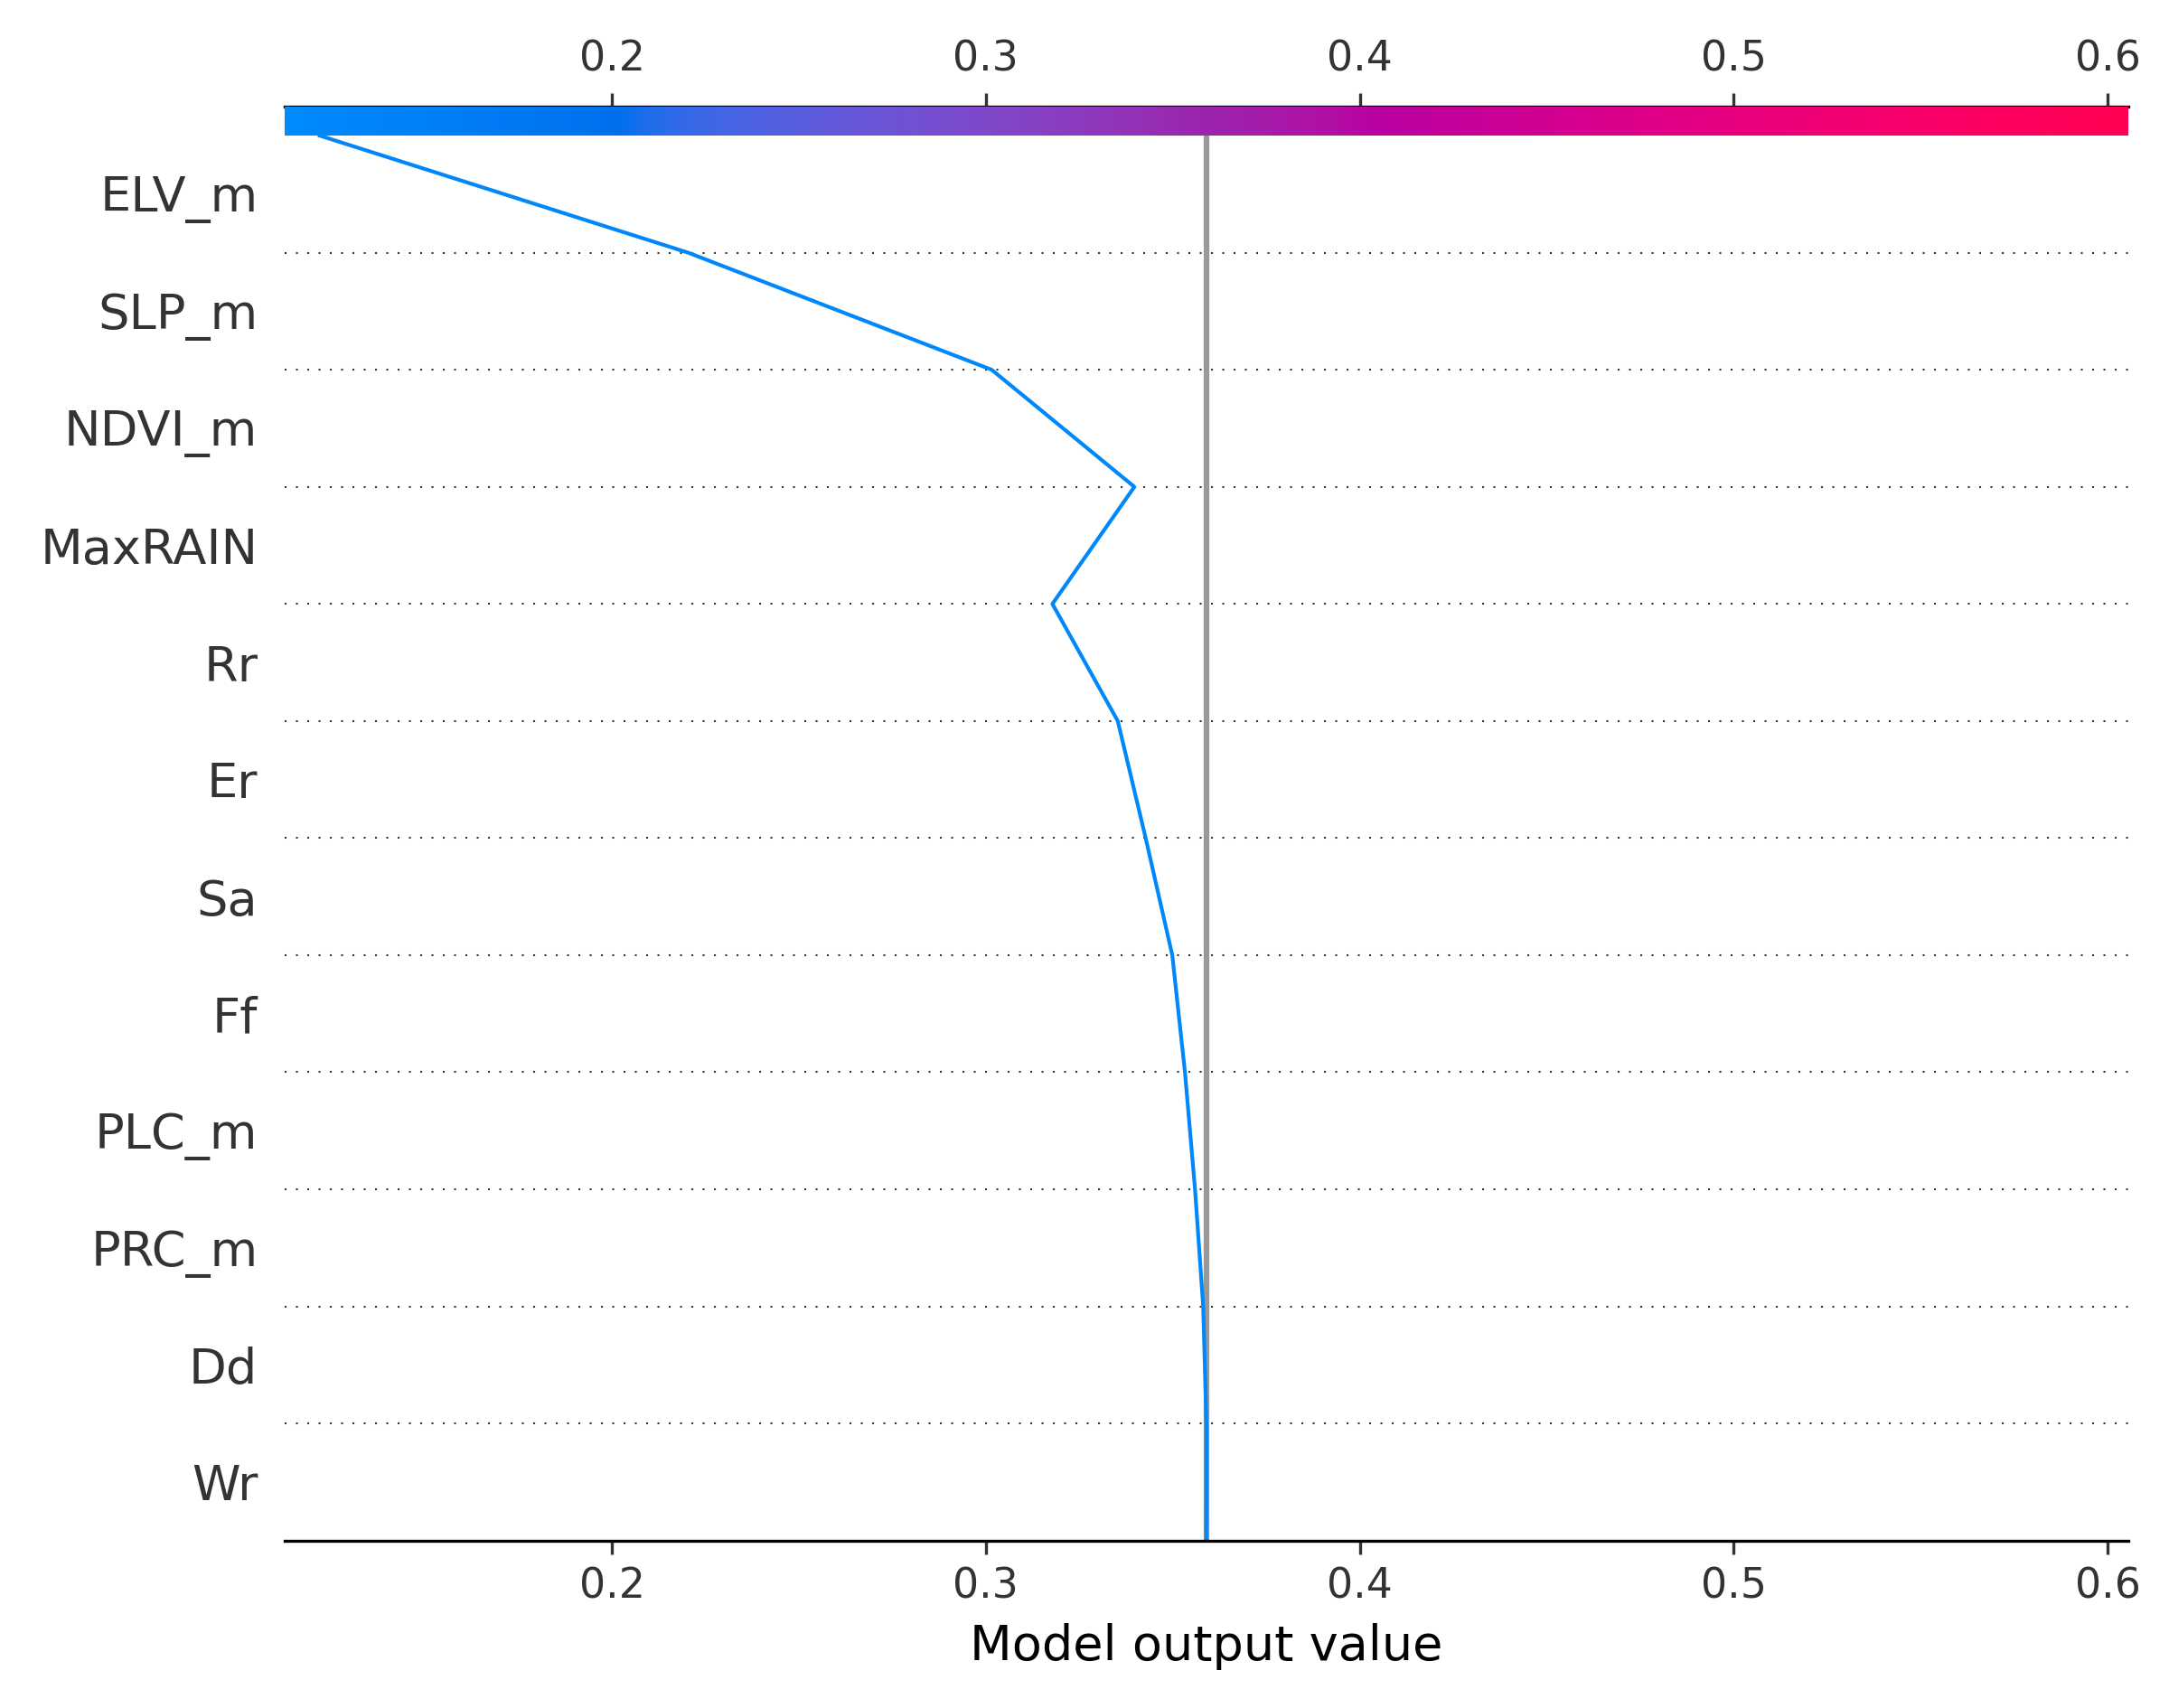 0.2 0.3 0.4 0.5 0.6
ELV_m
SLP_m
NDVI_m
MaxRAIN
Rr
Er
Sa
Ff
PLC_m
PRC_m
Dd
Wr
0.2 0.3 0.4 0.5 0.6
Model output value